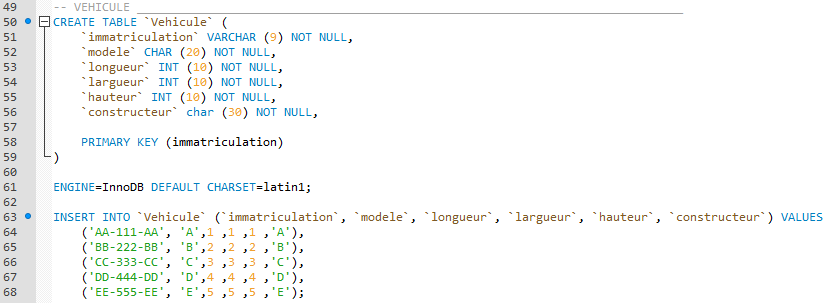 49 -- VEHICULE
50 CREATE TABLE `Vehicule` (
51 `immatriculation` VARCHAR (9) NOT NULL,
52 `modele` CHAR (20) NOT NULL,
53 `longueur` INT (10) NOT NULL,
54 `largueur` INT (10) NOT NULL,
55 `hauteur` INT (10) NOT NULL,
56 `constructeur` char (30) NOT NULL,
57
58 PRIMARY KEY (immatriculation)
59 )
60
61 ENGINE=InnoDB DEFAULT CHARSET=latin1;
62
63 INSERT INTO `Vehicule` (`immatriculation`, `modele`, `longueur`, `largueur`, `hauteur`, `constructeur`) VALUES
64 ('AA-111-AA', 'A',1 ,1 ,1 ,'A'),
65 ('BB-222-BB', 'B',2 ,2 ,2 ,'B'),
66 ('CC-333-CC', 'C',3 ,3 ,3 ,'C'),
67 ('DD-444-DD', 'D',4 ,4 ,4 ,'D'),
68 ('EE-555-EE', 'E',5 ,5 ,5 ,'E');